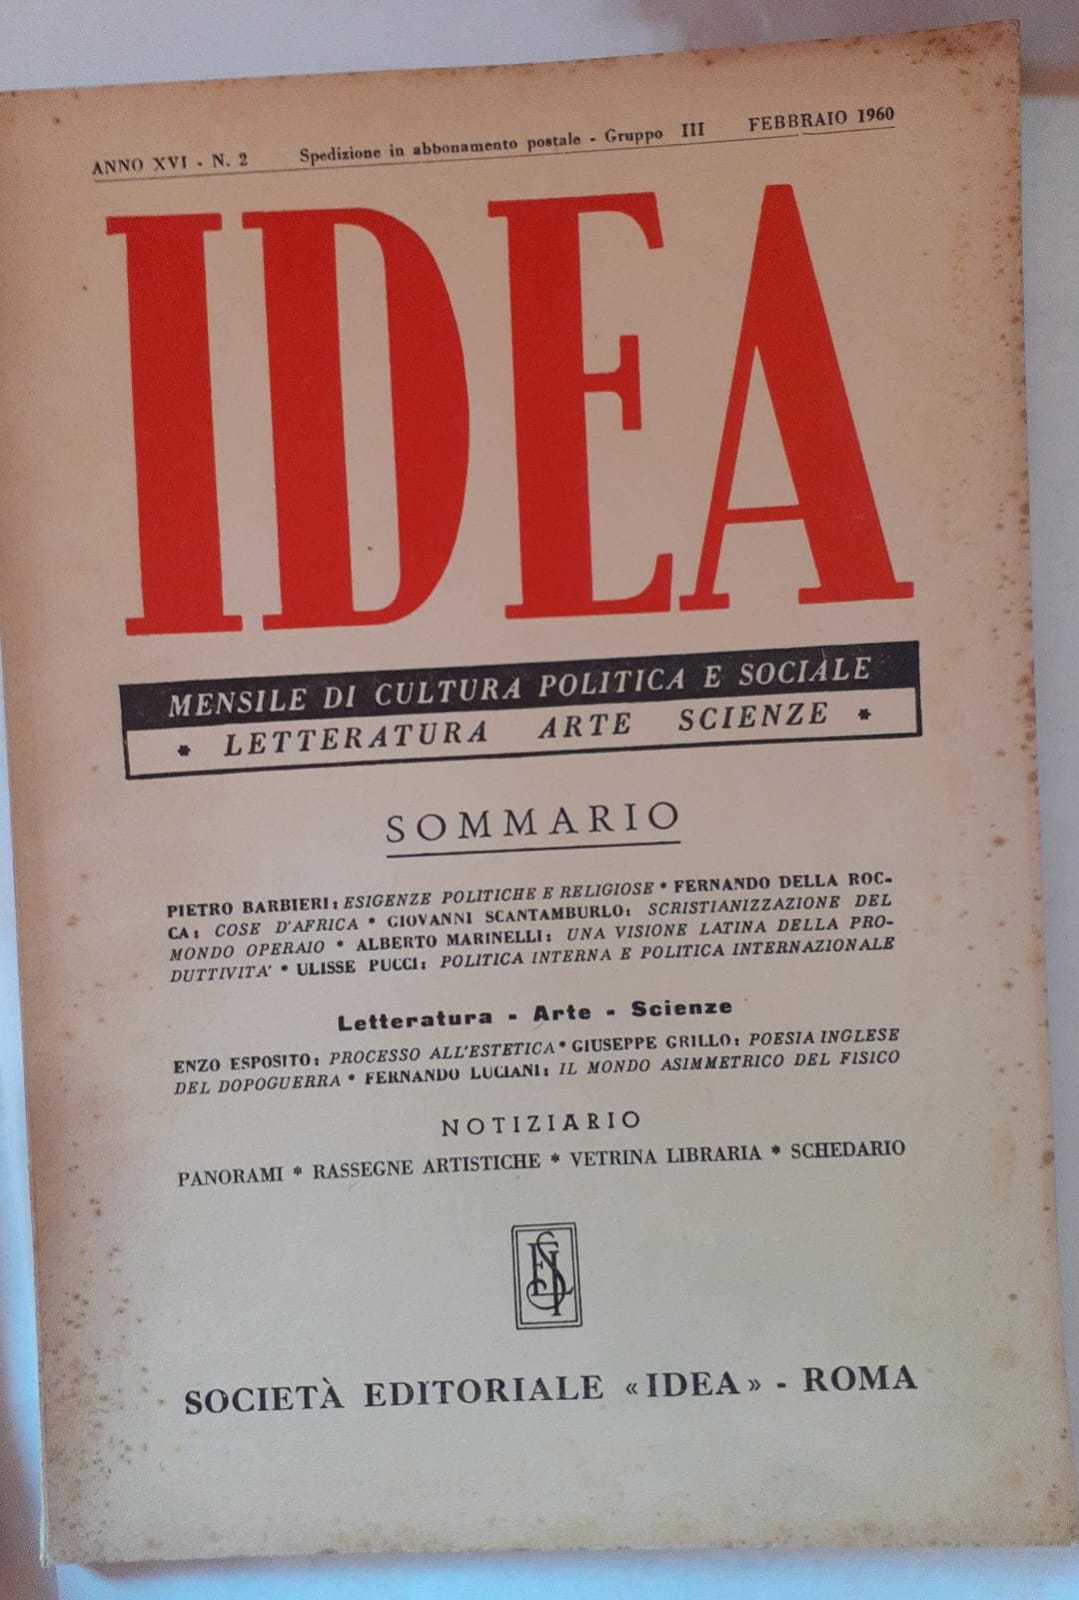 ANNO XVI - N. 2 Spedizione in abbonamento postale - Gruppo III FEBBRAIO 1960
IDEA
MENSILE DI CULTURA POLITICA E SOCIALE
* LETTERATURA ARTE SCIENZE *
SOMMARIO
PIETRO BARBIERI: ESIGENZE POLITICHE E RELIGIOSE * FERNANDO DELLA ROC-
CA: COSE D'AFRICA * GIOVANNI SCANTAMBURLO: SCRISTIANIZZAZIONE DEL
MONDO OPERAIO * ALBERTO MARINELLI: UNA VISIONE LATINA DELLA PRO-
DUTTIVITA' * ULISSE PUCCI: POLITICA INTERNA E POLITICA INTERNAZIONALE
Letteratura - Arte - Scienze
ENZO ESPOSITO: PROCESSO ALL'ESTETICA * GIUSEPPE GRILLO: POESIA INGLESE
DEL DOPOGUERRA * FERNANDO LUCIANI: IL MONDO ASIMMETRICO DEL FISICO
NOTIZIARIO
PANORAMI * RASSEGNE ARTISTICHE * VETRINA LIBRARIA * SCHEDARIO
SOCIETÀ EDITORIALE «IDEA» - ROMA